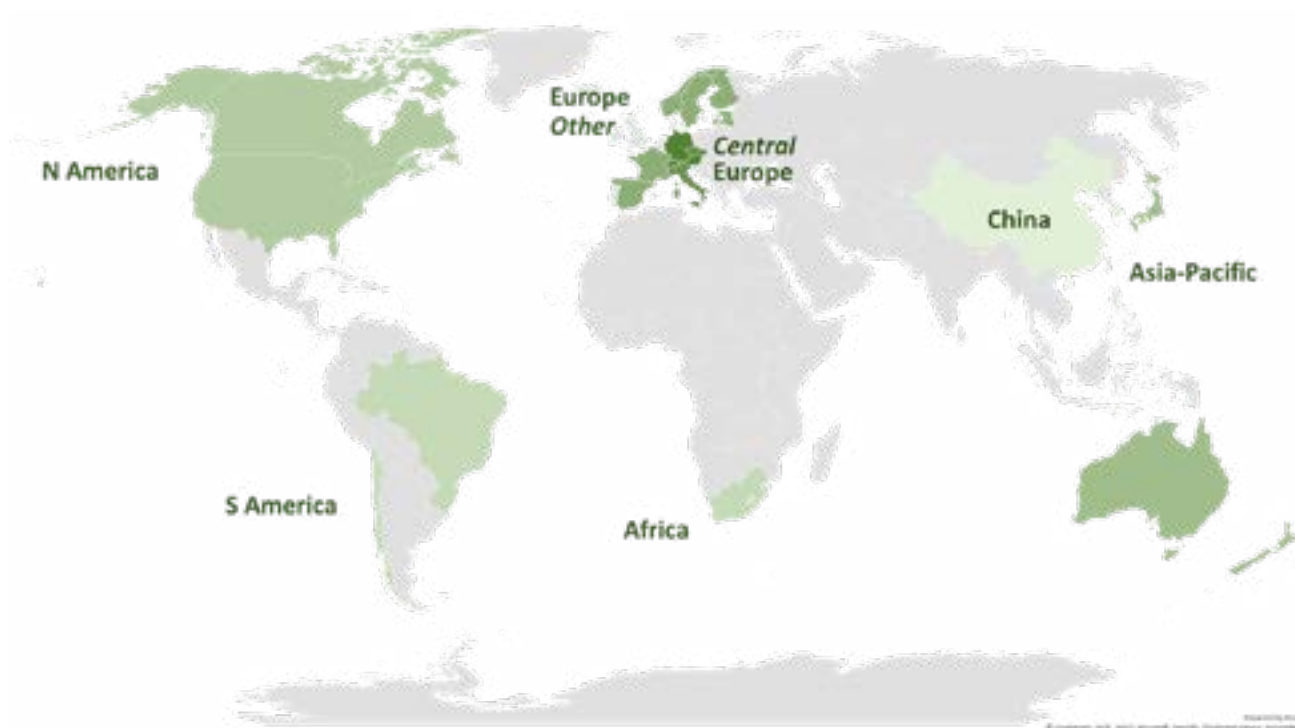 Europe
Other
Central
Europe
N America
China
Asia-Pacific
S America
Africa